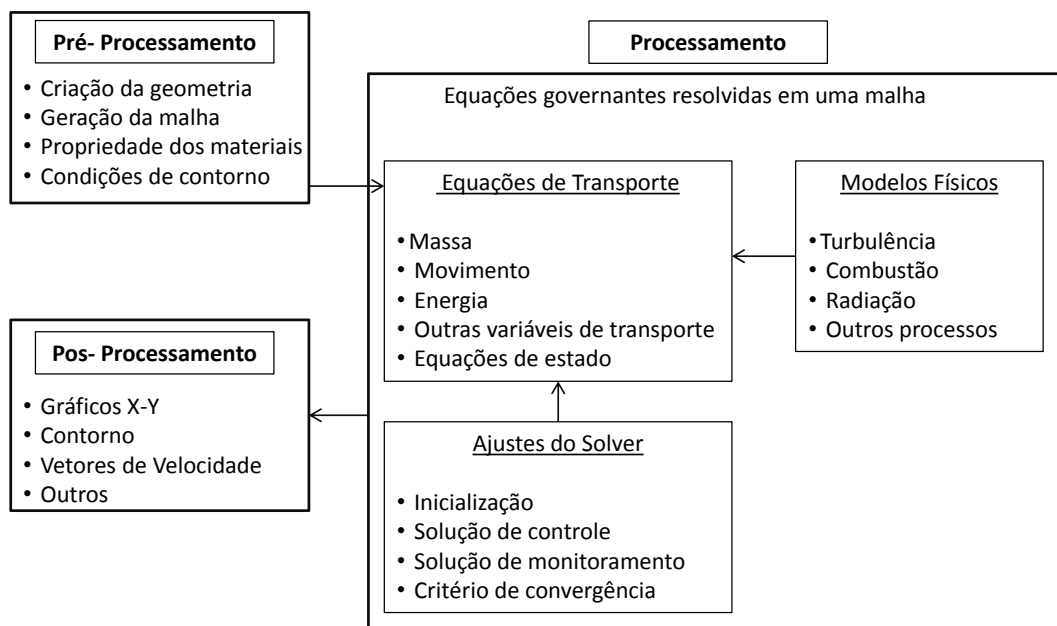 Pré- Processamento
• Criação da geometria
• Geração da malha
• Propriedade dos materiais
• Condições de contorno
Processamento
Equações governantes resolvidas em uma malha
Equações de Transporte
• Massa
• Movimento
• Energia
• Outras variáveis de transporte
• Equações de estado
Modelos Físicos
• Turbulência
• Combustão
• Radiação
• Outros processos
Ajustes do Solver
• Inicialização
• Solução de controle
• Solução de monitoramento
• Critério de convergência
Pos- Processamento
• Gráficos X-Y
• Contorno
• Vetores de Velocidade
• Outros